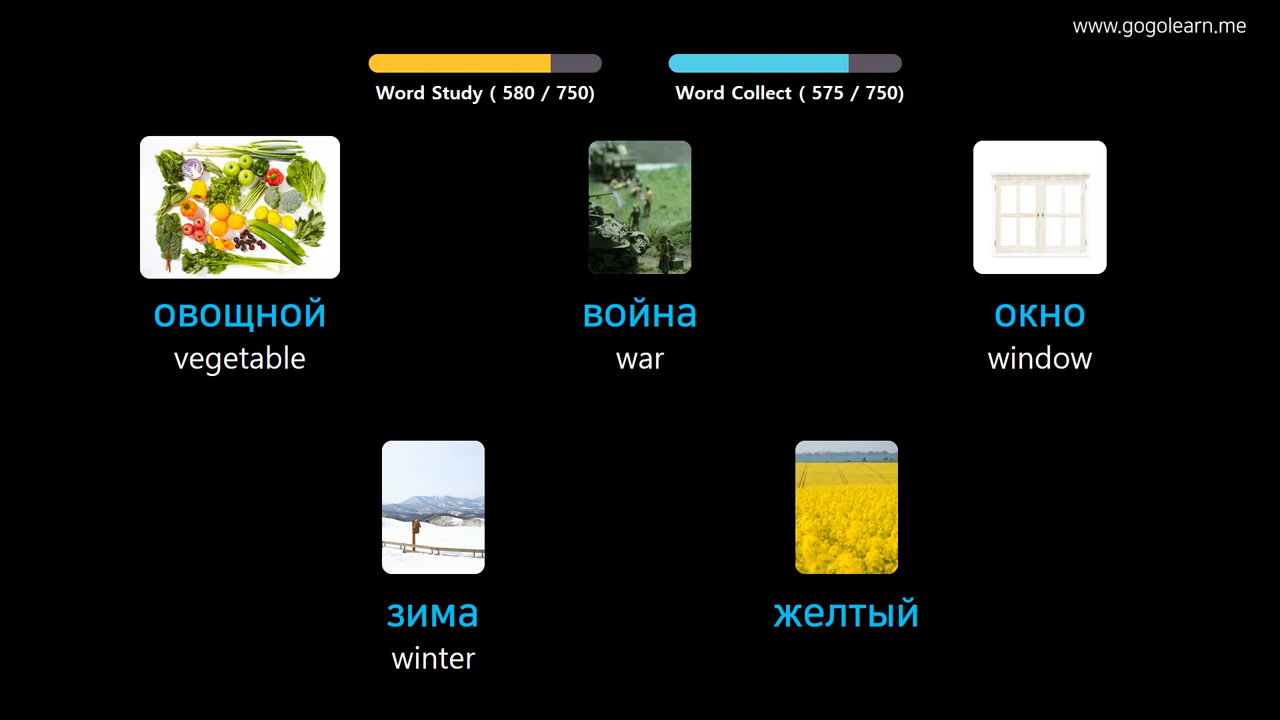 www.gogolearn.me
Word Study ( 580 / 750)
Word Collect ( 575 / 750)
овощной
vegetable
война
war
окно
window
зима
winter
желтый